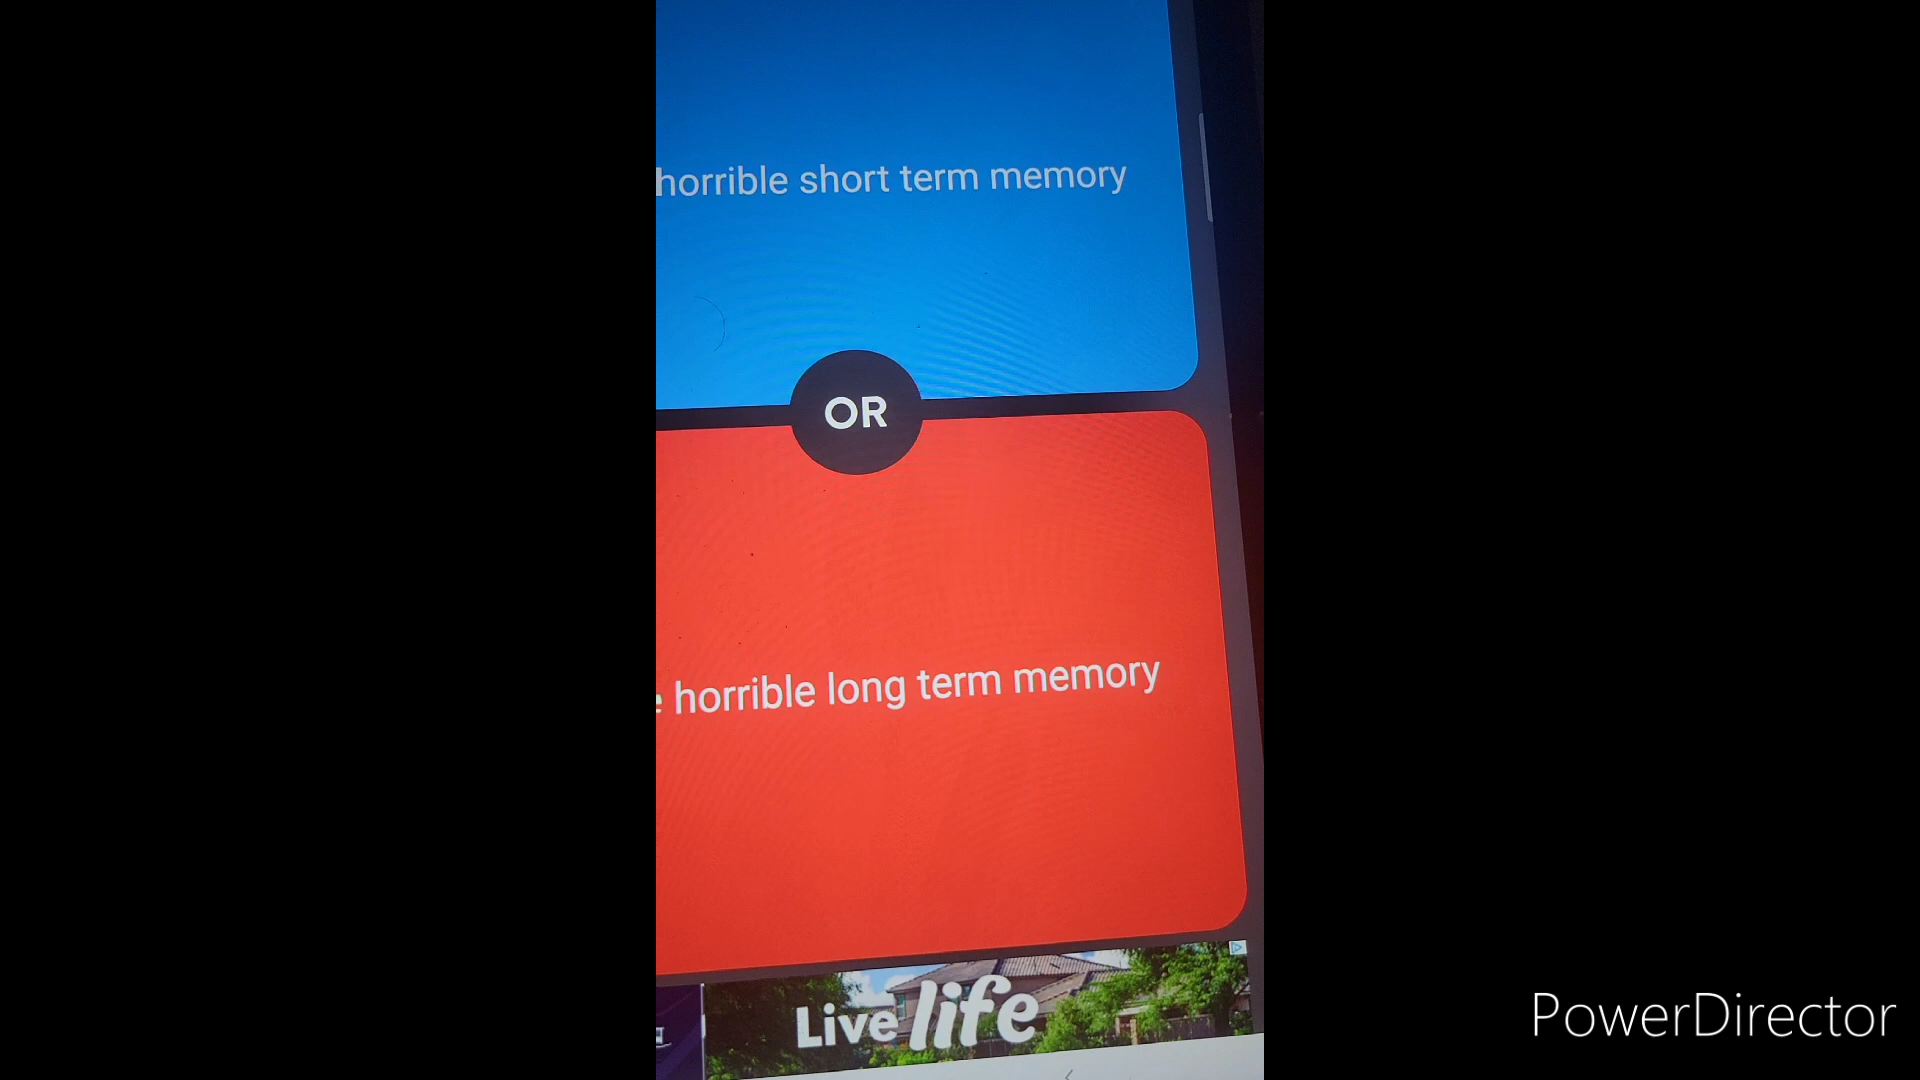 horrible short term memory
OR
horrible long term memory
Live life
PowerDirector